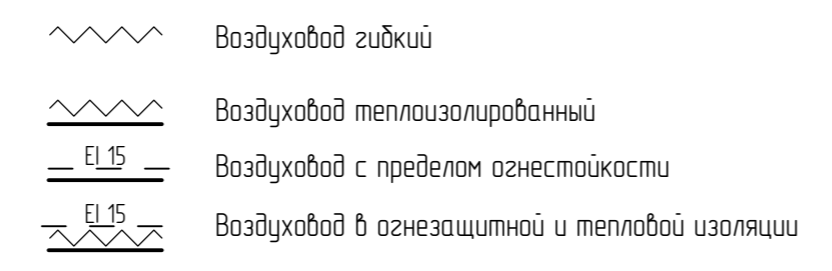 Воздуховод гибкий
Воздуховод теплоизолированный
EI 15 Воздуховод с пределом огнестойкости
EI 15 Воздуховод в огнезащитной и тепловой изоляции